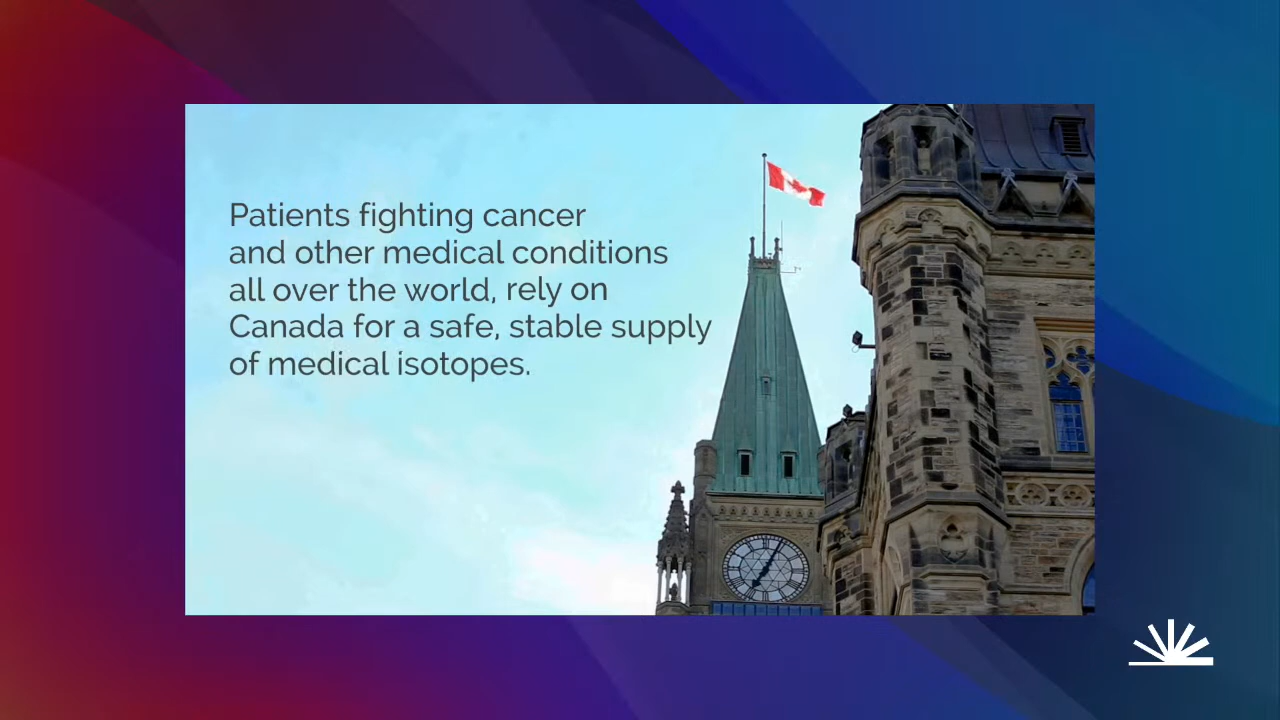 Patients fighting cancer
and other medical conditions
all over the world, rely on
Canada for a safe, stable supply
of medical isotopes.